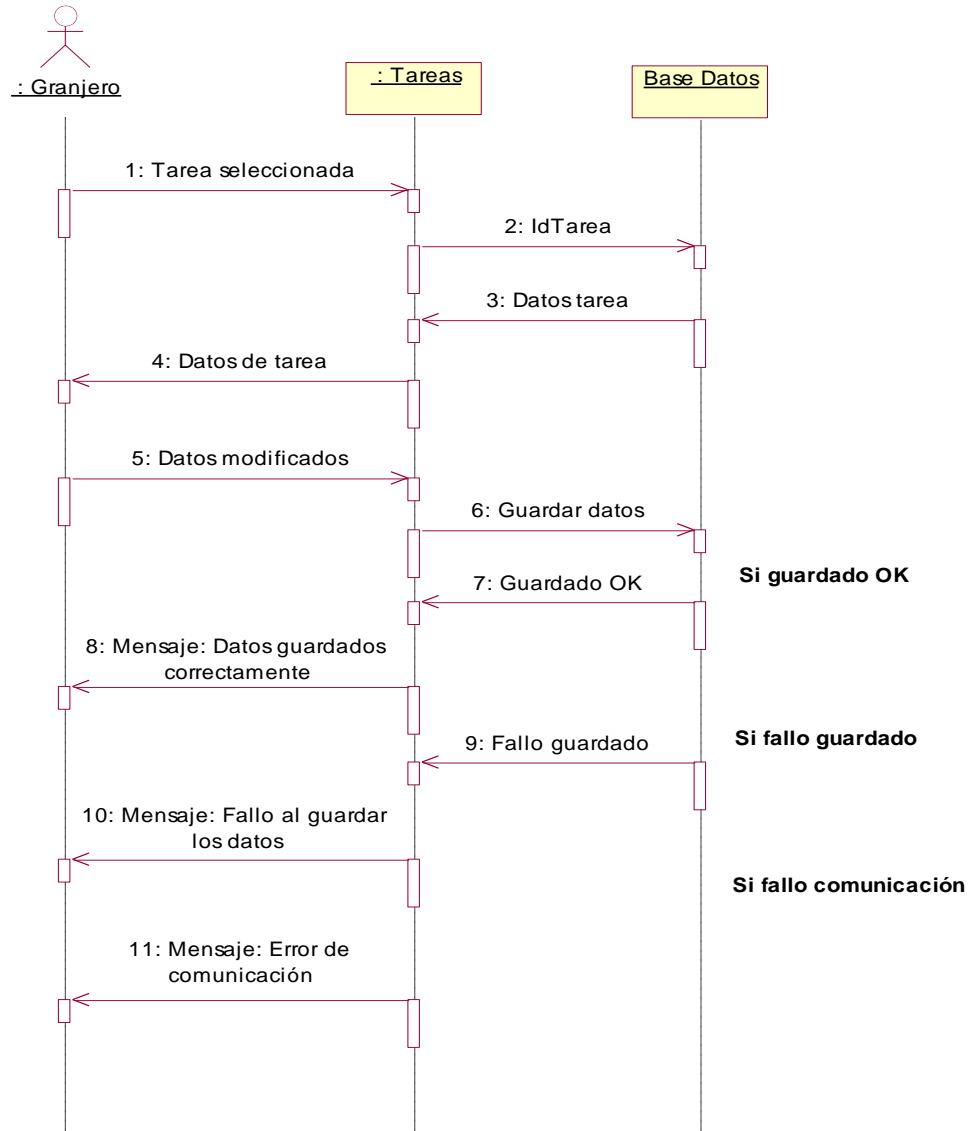 : Granjero
: Tareas
Base Datos
1: Tarea seleccionada
2: IdTarea
3: Datos tarea
4: Datos de tarea
5: Datos modificados
6: Guardar datos
Si guardado OK
7: Guardado OK
8: Mensaje: Datos guardados
correctamente
Si fallo guardado
9: Fallo guardado
10: Mensaje: Fallo al guardar
los datos
Si fallo comunicación
11: Mensaje: Error de
comunicación